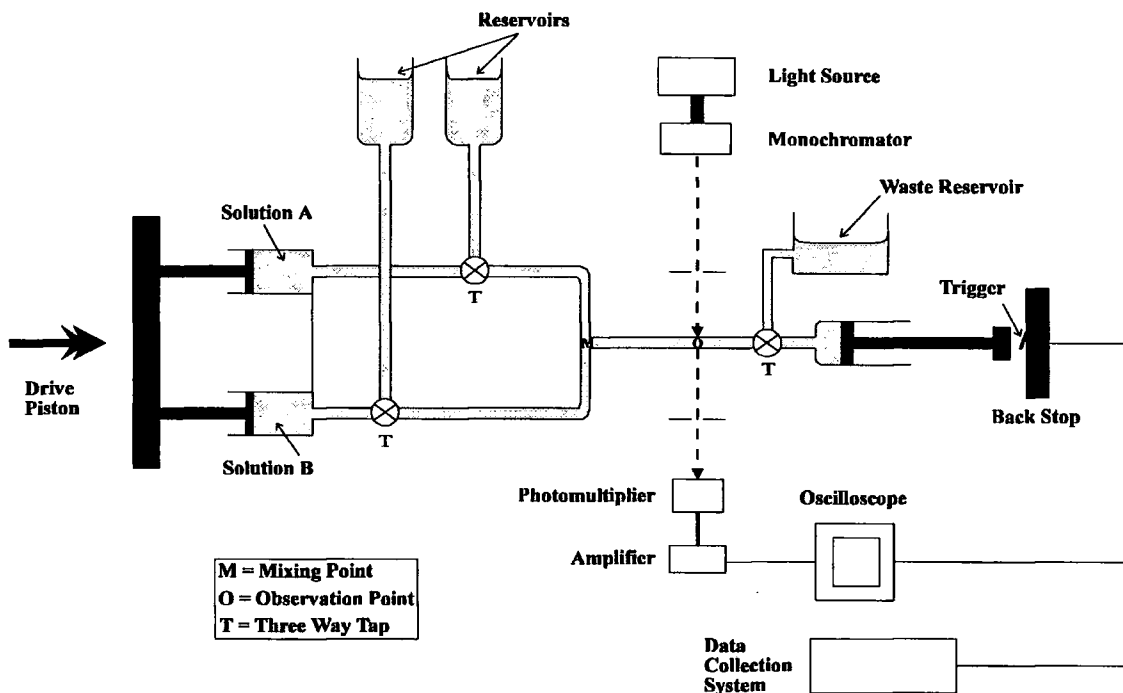 Reservoirs
Light Source
Monochromator
Waste Reservoir
Solution A
T
Trigger
M
O
T
Drive
Piston
T
Back Stop
Solution B
Photomultiplier
Oscilloscope
Amplifier
M = Mixing Point
O = Observation Point
T = Three Way Tap
Data
Collection
System